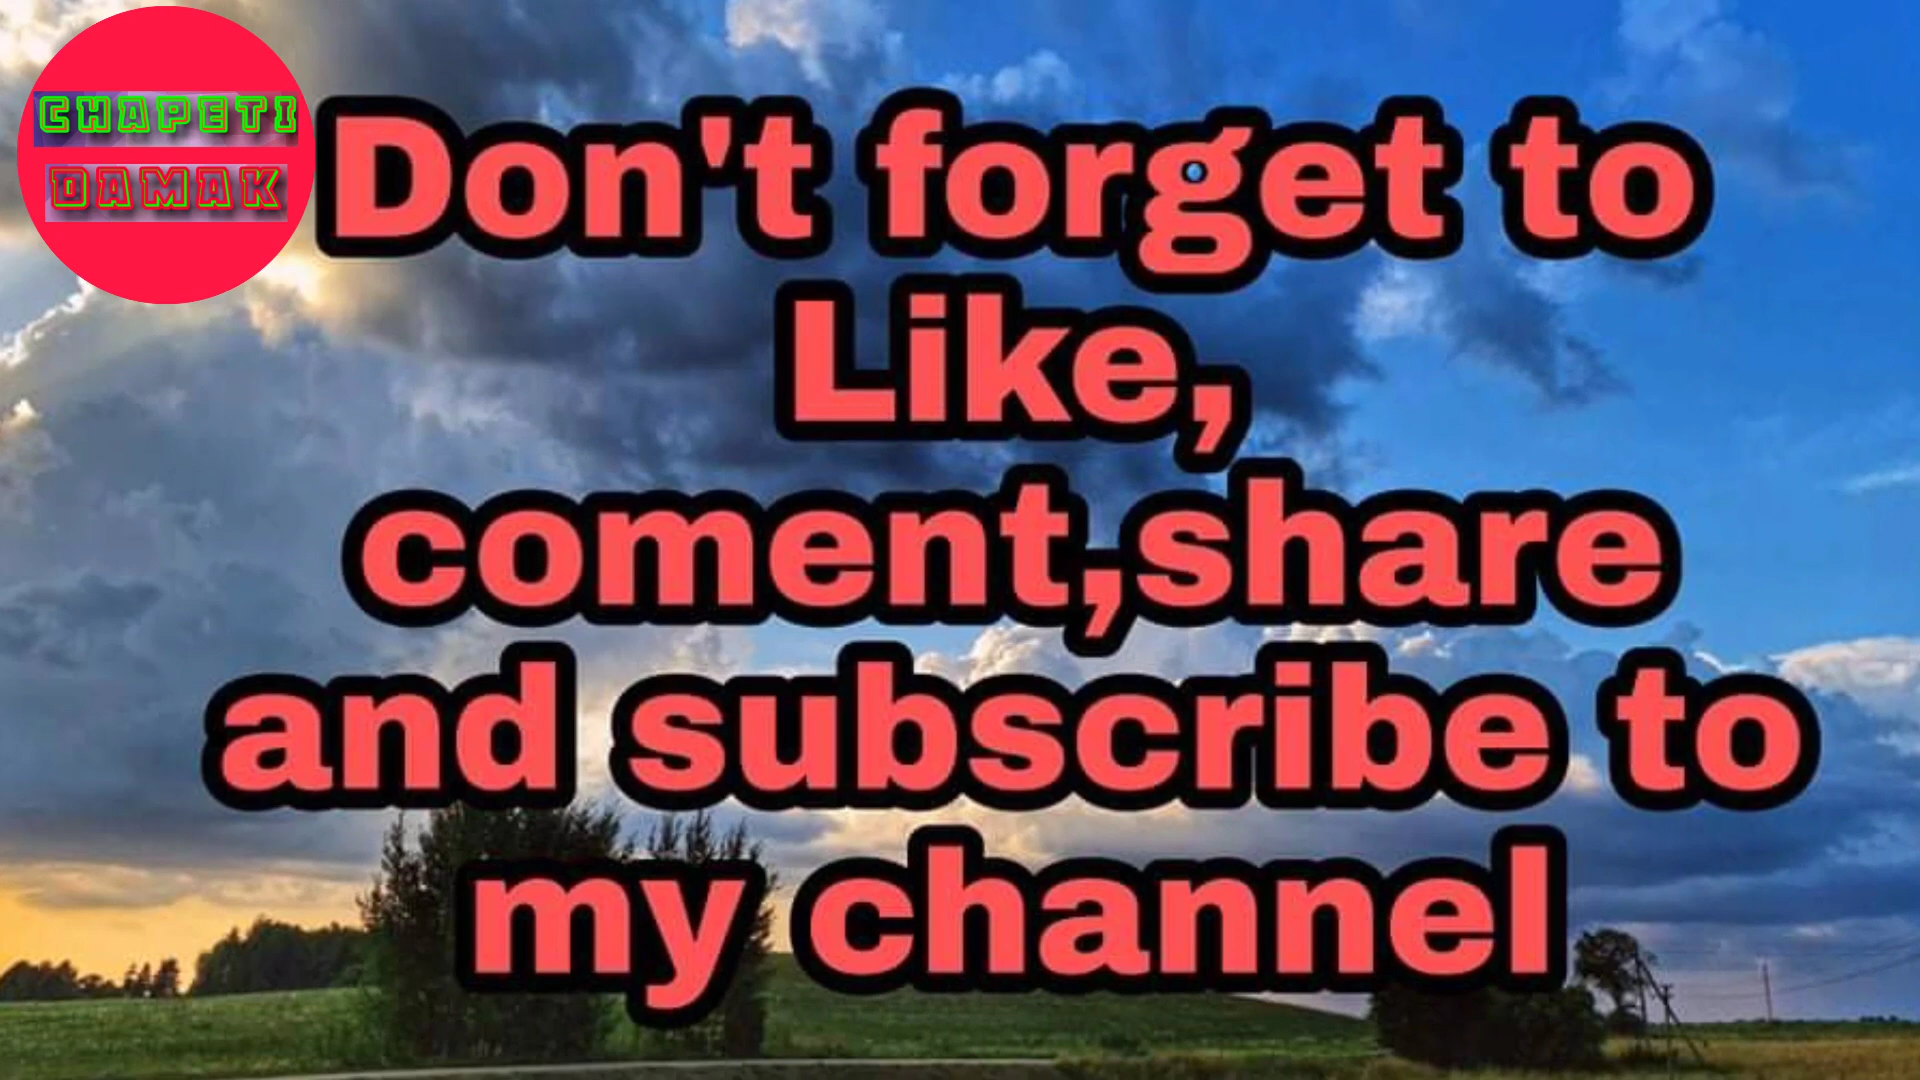 CHAPETI
DAMAK
Don't forget to
Like,
coment,share
and subscribe to
my channel